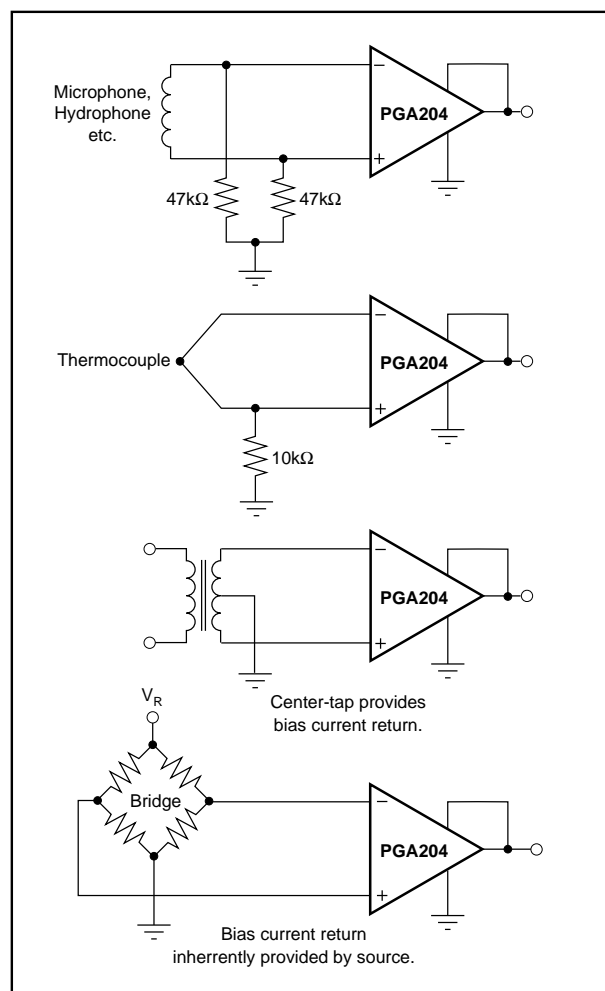 Microphone,
Hydrophone
etc.
PGA204
47kΩ
47kΩ
Thermocouple
PGA204
10kΩ
PGA204
Center-tap provides
bias current return.
VR
Bridge
PGA204
Bias current return
inherrently provided by source.